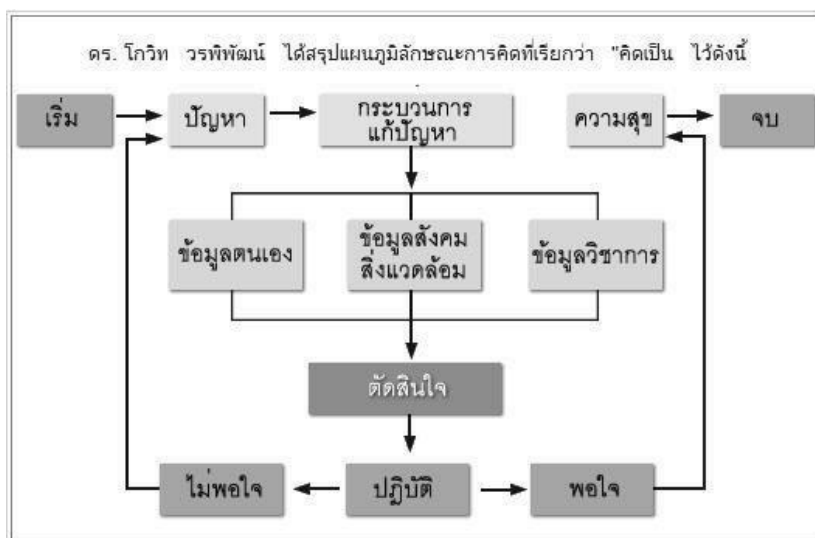 ดร. โกวิท วรพิพัฒน์ ได้สรุปแผนภูมิลักษณะการคิดที่เรียกว่า "คิดเป็น ไว้ดังนี้
เริ่ม
ปัญหา
กระบวนการ
แก้ปัญหา
ความสุข
จบ
ข้อมูลตนเอง
ข้อมูลสังคม
สิ่งแวดล้อม
ข้อมูลวิชาการ
ตัดสินใจ
ไม่พอใจ
ปฏิบัติ
พอใจ